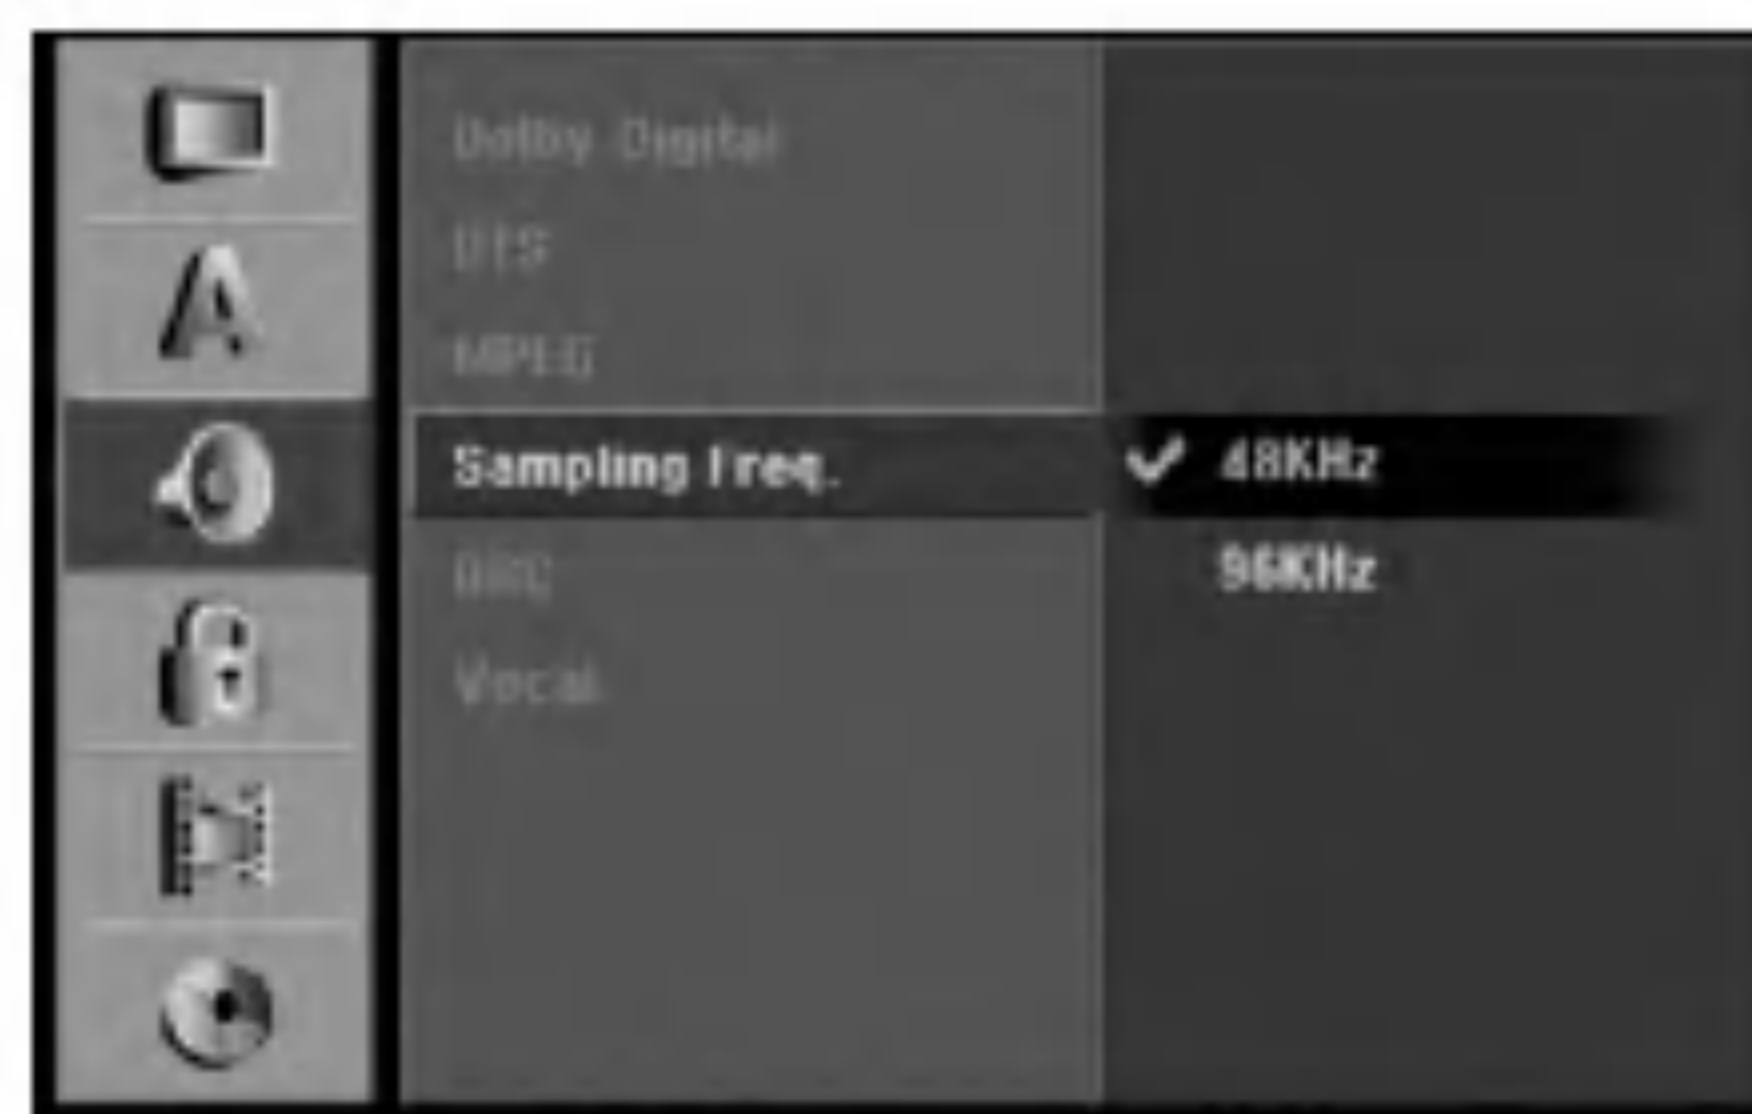 Dolby Digital
DTS
MPEG
Sampling Freq.
48KHz
96KHz
DRC
Vocal